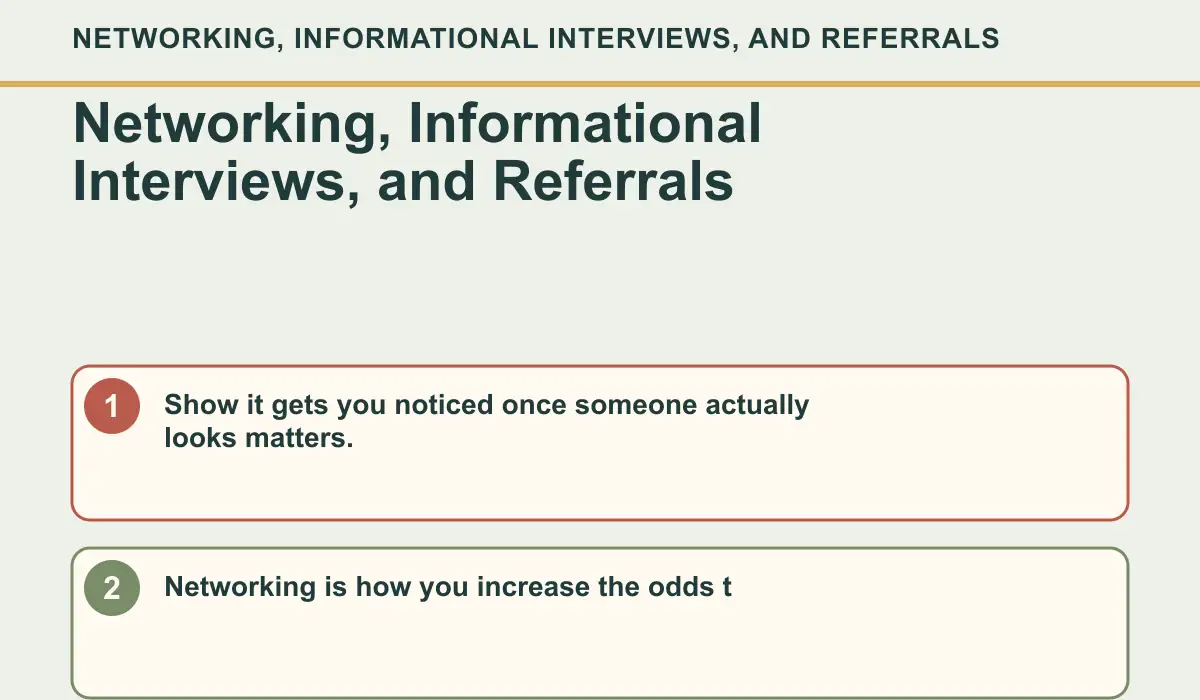 NETWORKING, INFORMATIONAL INTERVIEWS, AND REFERRALS
Networking, Informational
Interviews, and Referrals
1
Show it gets you noticed once someone actually
looks matters.
2
Networking is how you increase the odds t